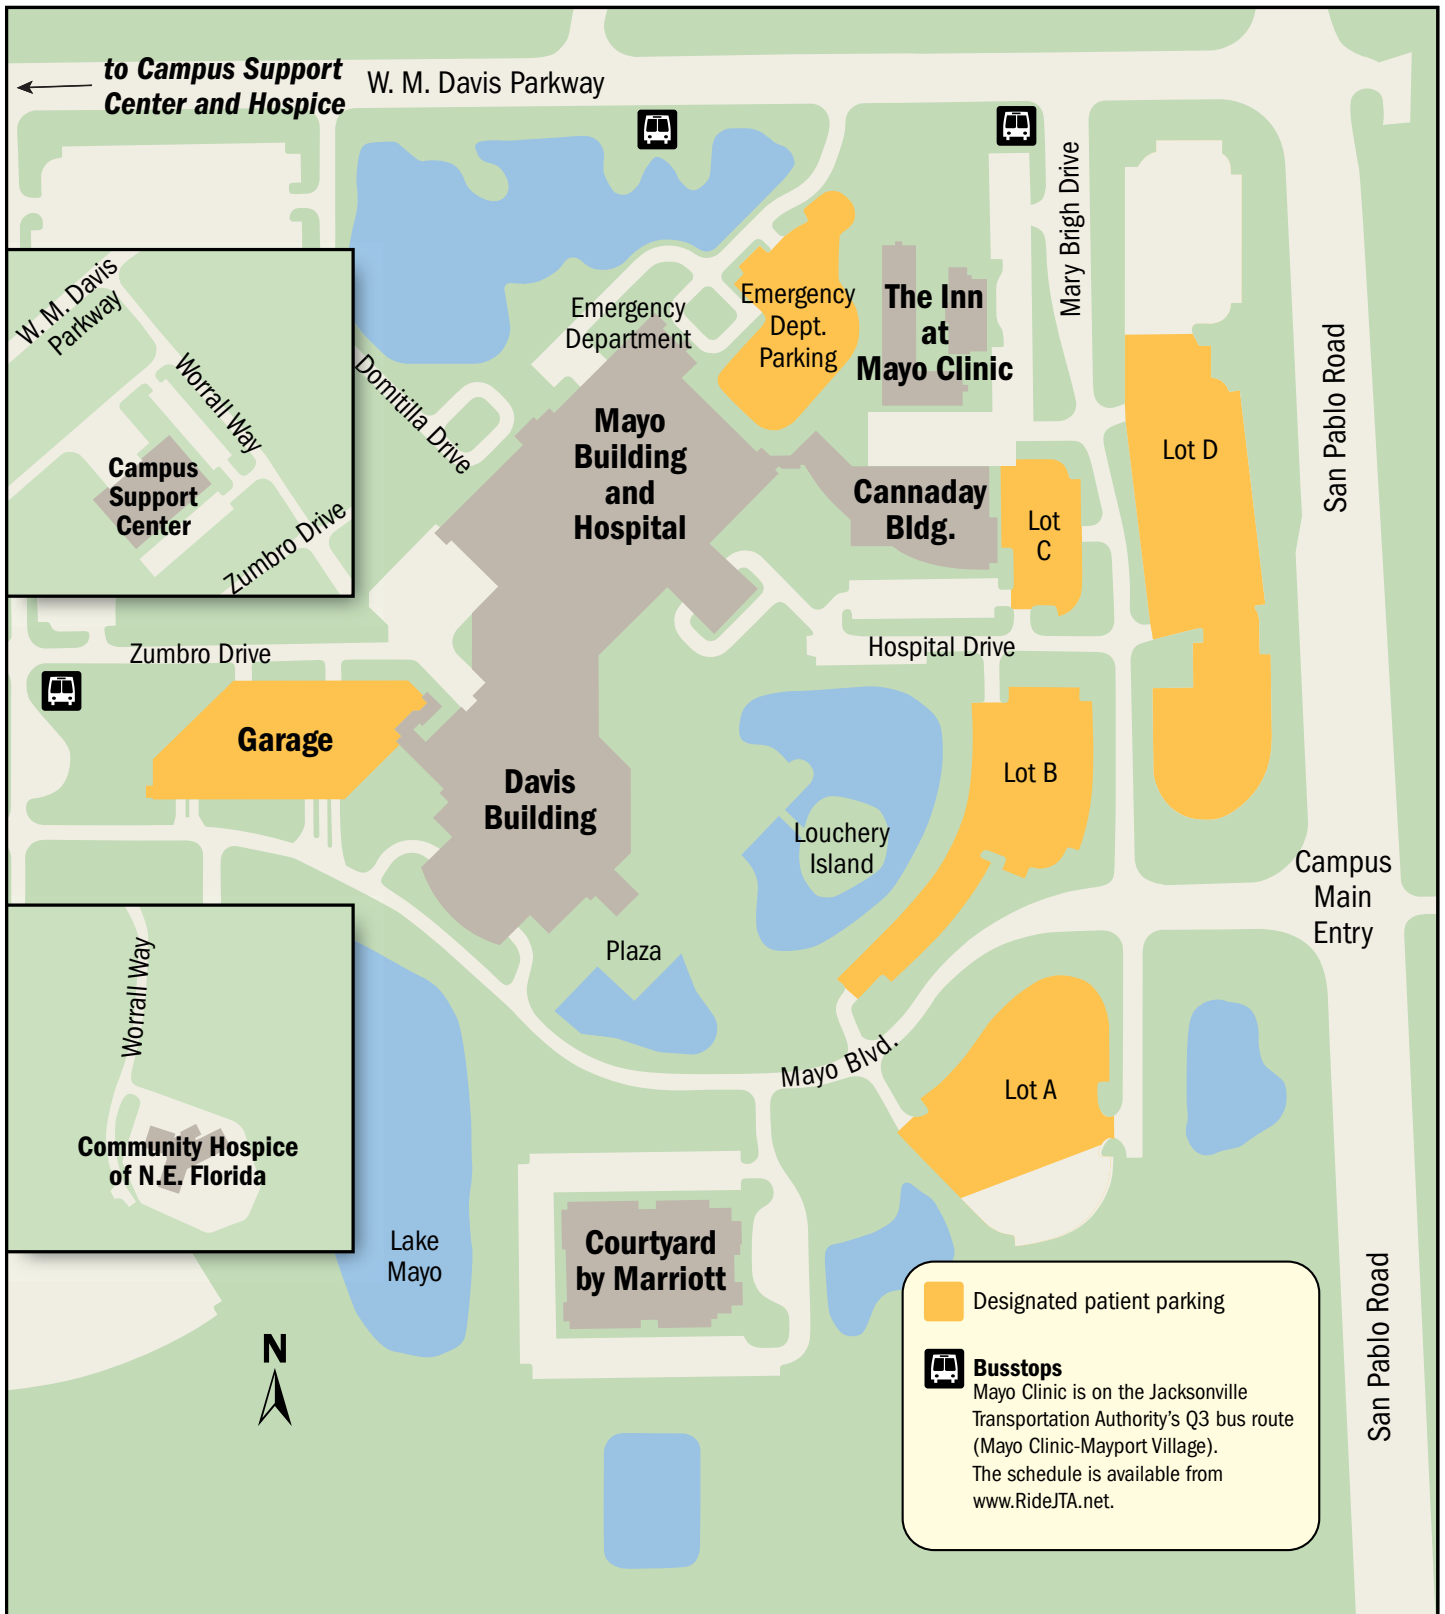 to Campus Support
Center and Hospice
W. M. Davis Parkway
Mary Brigh Drive
San Pablo Road
Emergency
Department
Emergency
Dept.
Parking
The Inn
at
Mayo Clinic
W. M. Davis
Parkway
Worrall Way
Campus
Support
Center
Zumbro Drive
Domitilla Drive
Mayo
Building
and
Hospital
Cannaday
Bldg.
Lot
C
Lot D
Zumbro Drive
Hospital Drive
Garage
Davis
Building
Lot B
Louchery
Island
Campus
Main
Entry
Plaza
Worrall Way
Community Hospice
of N.E. Florida
Mayo Blvd.
Lot A
Lake
Mayo
Courtyard
by Marriott
San Pablo Road
N
Designated patient parking
Busstops
Mayo Clinic is on the Jacksonville
Transportation Authority's Q3 bus route
(Mayo Clinic-Mayport Village).
The schedule is available from
www.RideJTA.net.